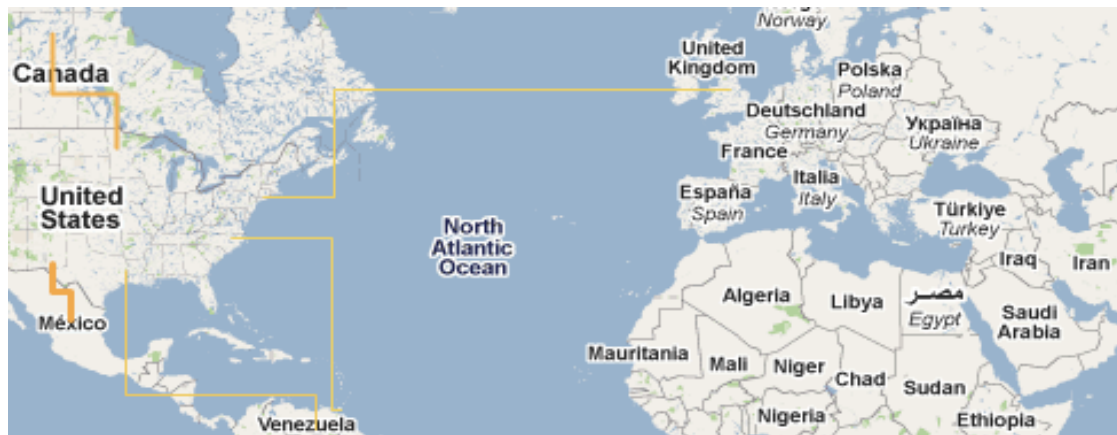 Norway
United
Kingdom
Canada
Polska
Poland
Deutschland
Germany
Україна
Ukraine
France
United
States
España
Spain
Italia
Italy
Türkiye
Turkey
North
Atlantic
Ocean
Iraq
Iran
México
Algeria
Libya
مصر
Egypt
Saudi
Arabia
Mauritania
Mali
Niger
Chad
Sudan
Venezuela
Nigeria
Ethiopia